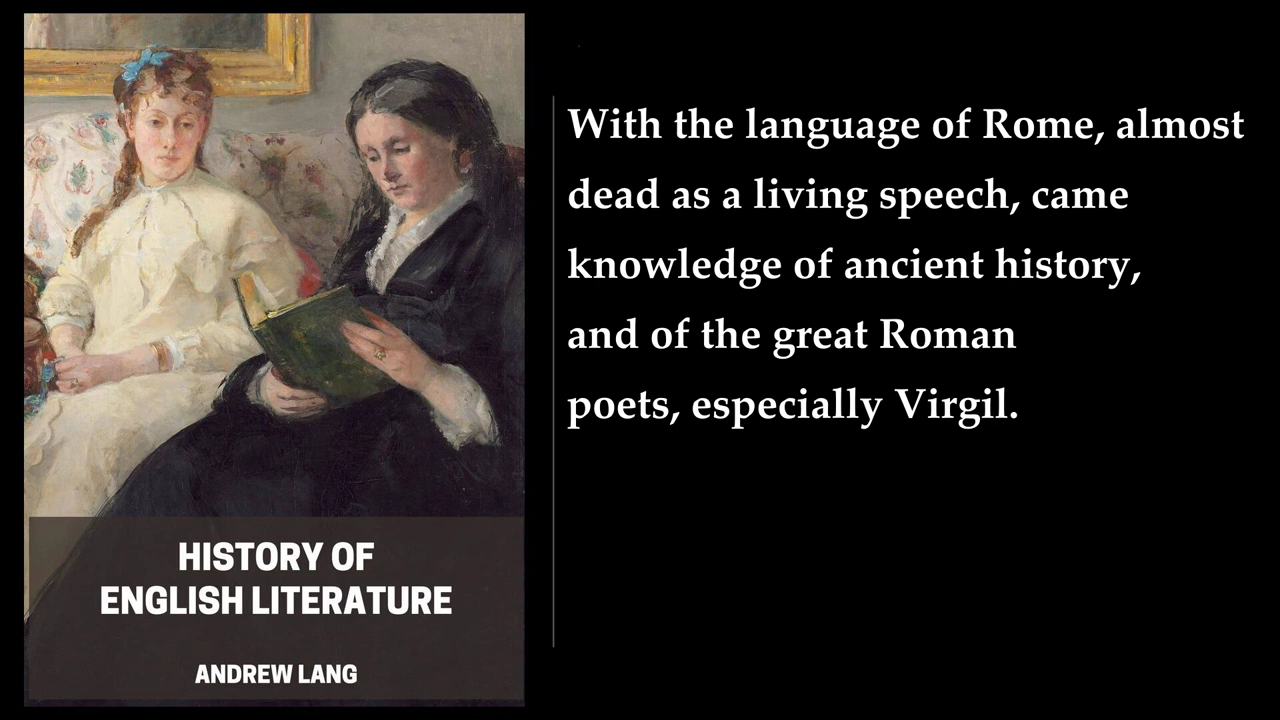 HISTORY OF
ENGLISH LITERATURE
ANDREW LANG
With the language of Rome, almost
dead as a living speech, came
knowledge of ancient history,
and of the great Roman
poets, especially Virgil.